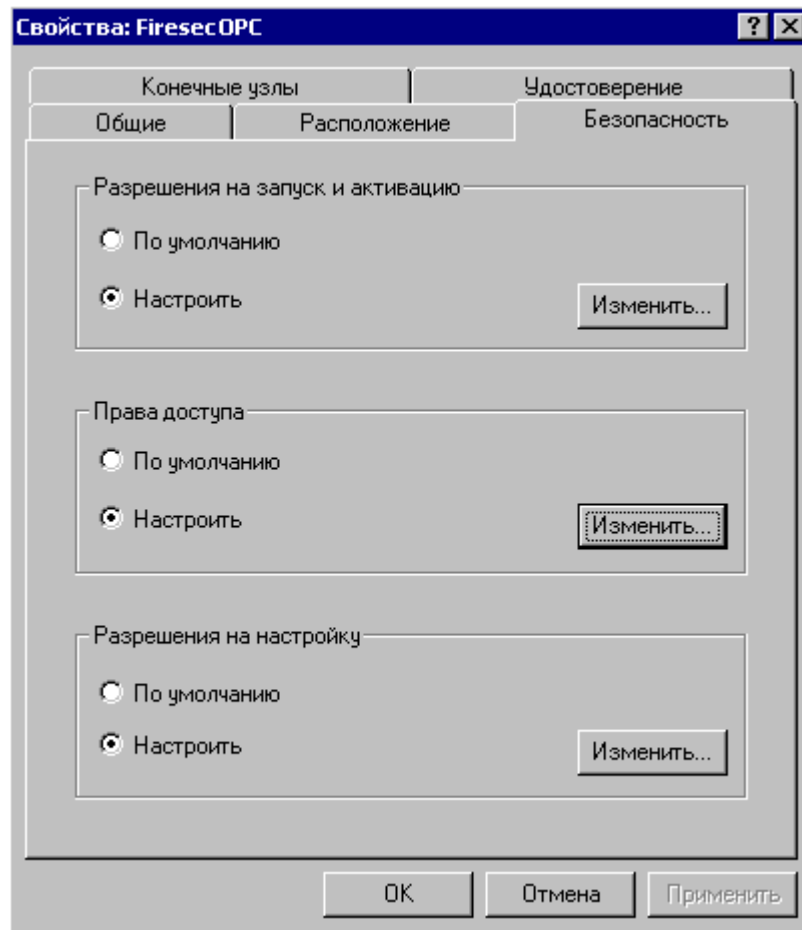 Свойства: FiresecOPC
Конечные узлы
Удостоверение
Общие
Расположение
Безопасность
Разрешения на запуск и активацию
По умолчанию
Настроить
Изменить...
Права доступа
По умолчанию
Настроить
Изменить...
Разрешения на настройку
По умолчанию
Настроить
Изменить...
ОК
Отмена
Применить